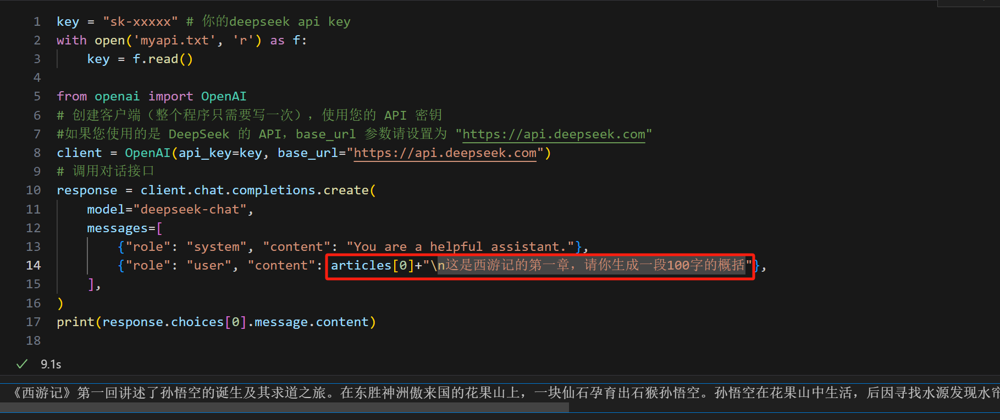 1 key = "sk-xxxxx" # 你的deepseek api key
2 with open('myapi.txt', 'r') as f:
3     key = f.read()
4
5 from openai import OpenAI
6 # 创建客户端（整个程序只需要写一次），使用您的 API 密钥
7 #如果您使用的是 DeepSeek 的 API，base_url 参数请设置为 "https://api.deepseek.com"
8 client = OpenAI(api_key=key, base_url="https://api.deepseek.com")
9 # 调用对话接口
10 response = client.chat.completions.create(
11     model="deepseek-chat",
12     messages=[
13         {"role": "system", "content": "You are a helpful assistant."},
14         {"role": "user", "content": articles[0]+"\n这是西游记的第一章，请你生成一段100字的概括"},
15     ],
16 )
17 print(response.choices[0].message.content)
18
9.1s
《西游记》第一回讲述了孙悟空的诞生及其求道之旅。在东胜神洲傲来国的花果山上，一块仙石孕育出石猴孙悟空。孙悟空在花果山中生活，后因寻找水源发现水帘